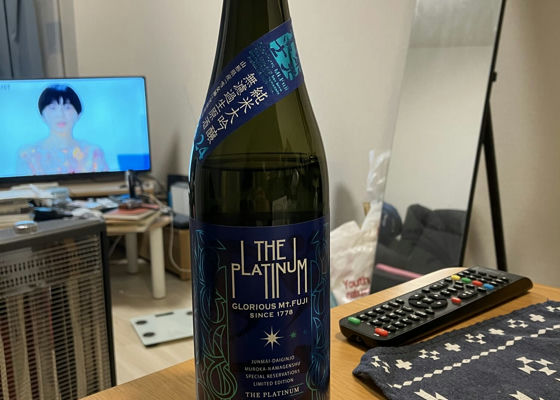 純米大吟醸
無濾過生原酒
THE
PLATINUM
GLORIOUS MT.FUJI
SINCE 1778
JUNMAI-DAIGINJO
MUROKA-NAMAGENSHU
SPECIAL RESERVATIONS
LIMITED EDITION
THE PLATINUM